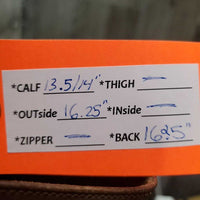 *CALF 13.5/14" *THIGH —
*OUTside 16.25" *INside —
*ZIPPER — *BACK 16.25"